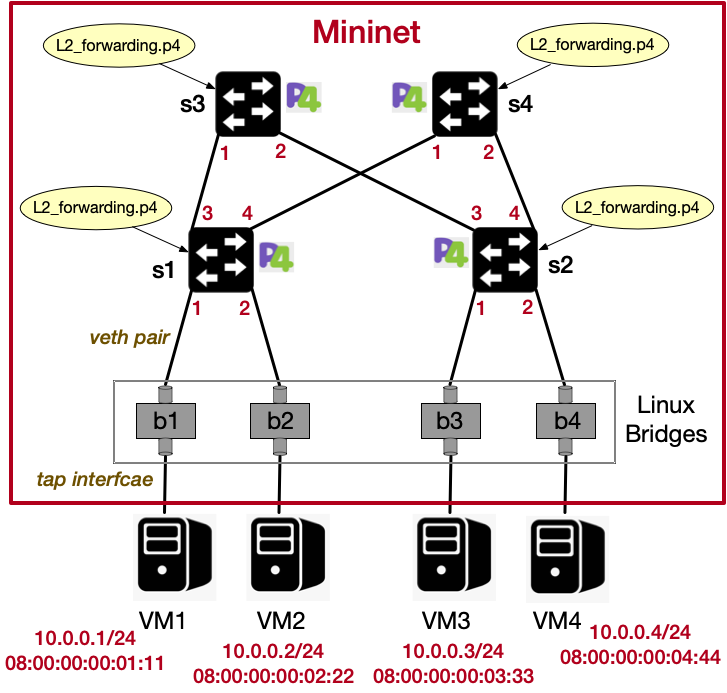 Mininet
L2_forwarding.p4
L2_forwarding.p4
s3
P4
P4
s4
1
2
1
2
L2_forwarding.p4
L2_forwarding.p4
3
4
3
4
s1
P4
P4
s2
1
2
1
2
veth pair
b1
b2
b3
b4
Linux
Bridges
tap interfcae
VM1
VM2
VM3
VM4
10.0.0.1/24
08:00:00:00:01:11
10.0.0.2/24
08:00:00:00:02:22
10.0.0.3/24
08:00:00:00:03:33
10.0.0.4/24
08:00:00:00:04:44